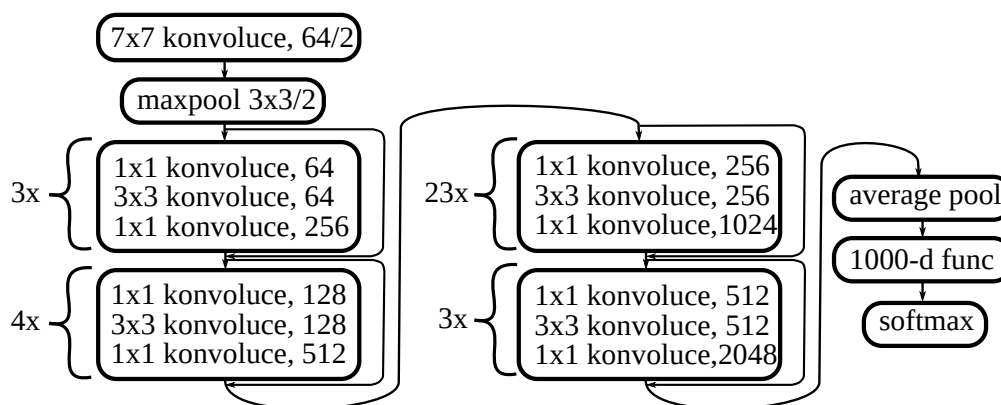 7x7 konvoluce, 64/2
maxpool 3x3/2
3x
1x1 konvoluce, 64
3x3 konvoluce, 64
1x1 konvoluce, 256
4x
1x1 konvoluce, 128
3x3 konvoluce, 128
1x1 konvoluce, 512
23x
1x1 konvoluce, 256
3x3 konvoluce, 256
1x1 konvoluce,1024
3x
1x1 konvoluce, 512
3x3 konvoluce, 512
1x1 konvoluce,2048
average pool
1000-d func
softmax